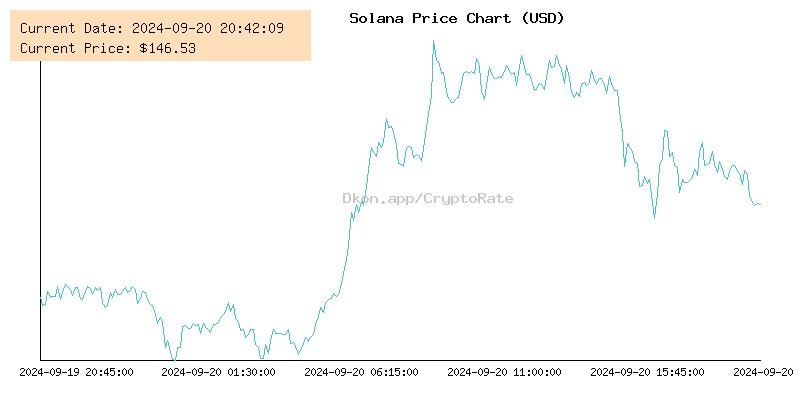 Solana Price Chart (USD)
Current Date: 2024-09-20 20:42:09
Current Price: $146.53
Dkon.app/CryptoRate
2024-09-19 20:45:00 2024-09-20 01:30:00 2024-09-20 06:15:00 2024-09-20 11:00:00 2024-09-20 15:45:00 2024-09-20